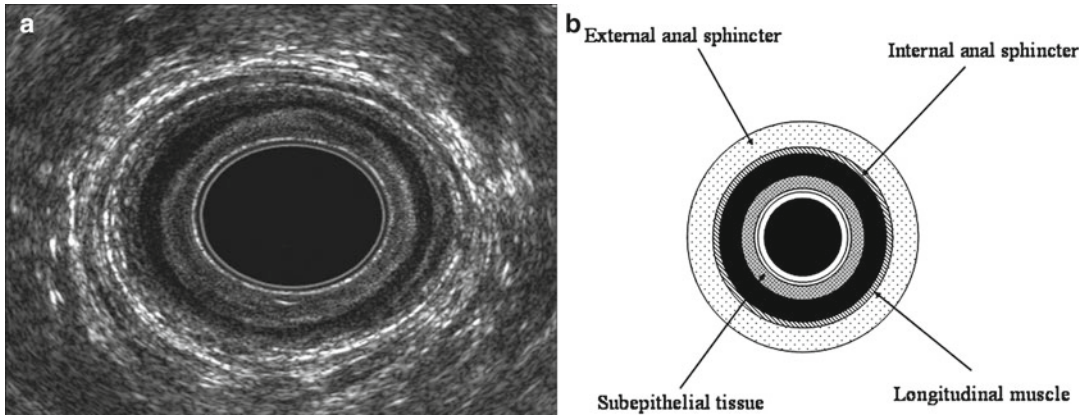 a
b
External anal sphincter
Internal anal sphincter
Subepithelial tissue
Longitudinal muscle